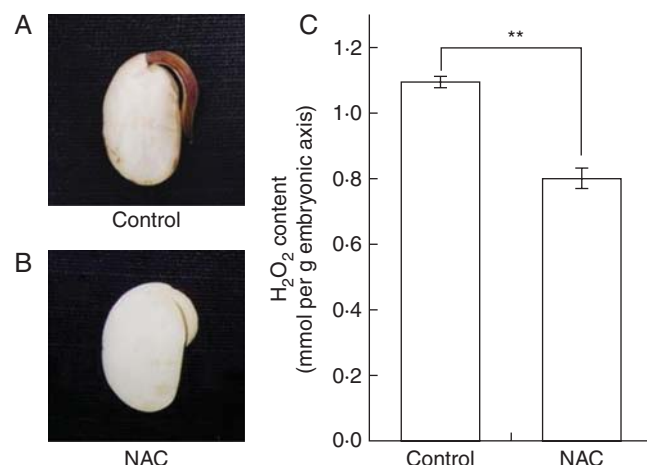 A
Control
B
NAC
C
H₂O₂ content
(mmol per g embryonic axis)
1·2
1·0
0·8
0·6
0·4
0·2
0·0
**
Control
NAC